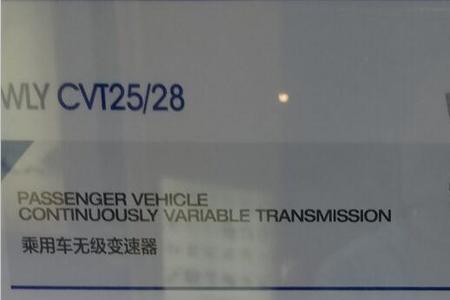 WLY CVT25/28
PASSENGER VEHICLE
CONTINUOUSLY VARIABLE TRANSMISSION
乘用车无级变速器